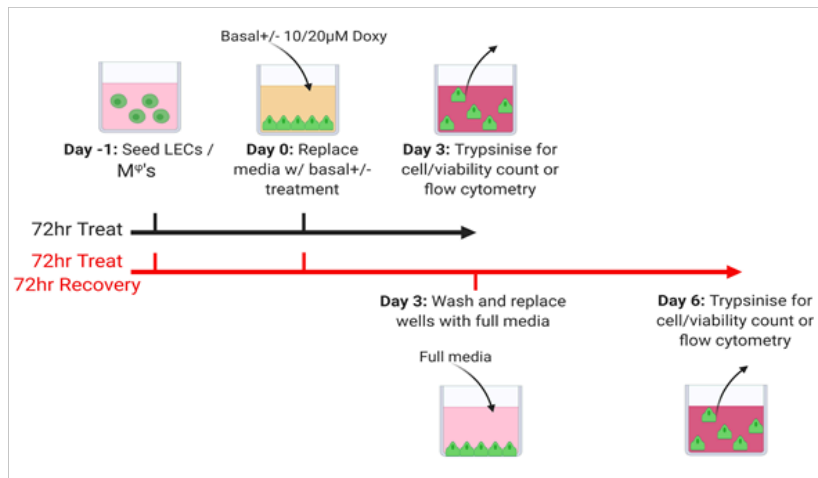 Basal+/- 10/20µM Doxy
Day -1: Seed LECs /
Mᵠ's
Day 0: Replace
media w/ basal+/-
treatment
Day 3: Trypsinise for
cell/viability count or
flow cytometry
72hr Treat
72hr Treat
72hr Recovery
Day 3: Wash and replace
wells with full media
Day 6: Trypsinise for
cell/viability count or
flow cytometry
Full media